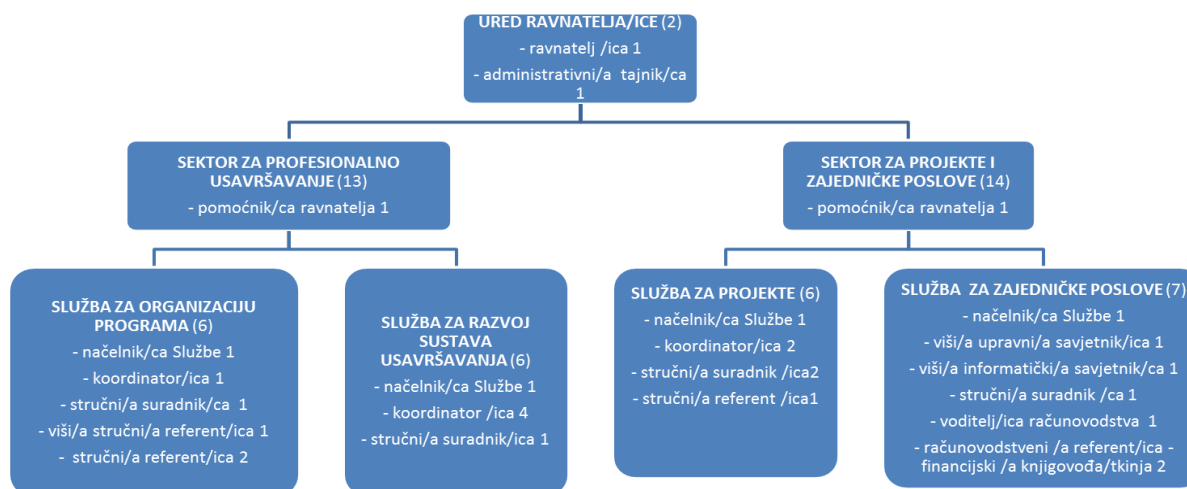 URED RAVNATELJA/ICE (2)
- ravnatelj /ica 1
- administrativni/a  tajnik/ca
1
SEKTOR ZA PROFESIONALNO
USAVRŠAVANJE (13)
- pomoćnik/ca ravnatelja 1
SEKTOR ZA PROJEKTE I
ZAJEDNIČKE POSLOVE (14)
- pomoćnik/ca ravnatelja 1
SLUŽBA ZA ORGANIZACIJU
PROGRAMA (6)
- načelnik/ca Službe 1
- koordinator/ica 1
- stručni/a suradnik/ca  1
- viši/a stručni/a referent/ica 1
-  stručni/a referent/ica 2
SLUŽBA ZA RAZVOJ
SUSTAVA
USAVRŠAVANJA (6)
- načelnik/ca Službe 1
- koordinator /ica 4
- stručni/a suradnik/ica 1
SLUŽBA ZA PROJEKTE (6)
- načelnik/ca Službe 1
- koordinator/ica 2
- stručni/a suradnik /ica2
- stručni/a referent /ica1
SLUŽBA  ZA ZAJEDNIČKE POSLOVE (7)
- načelnik/ca Službe 1
- viši/a upravni/a savjetnik/ica 1
- viši/a informatički/a savjetnik/ca 1
- stručni/a suradnik /ca 1
- voditelj/ica računovodstva  1
- računovodstveni /a referent/ica -
financijski /a knjigovođa/tkinja 2